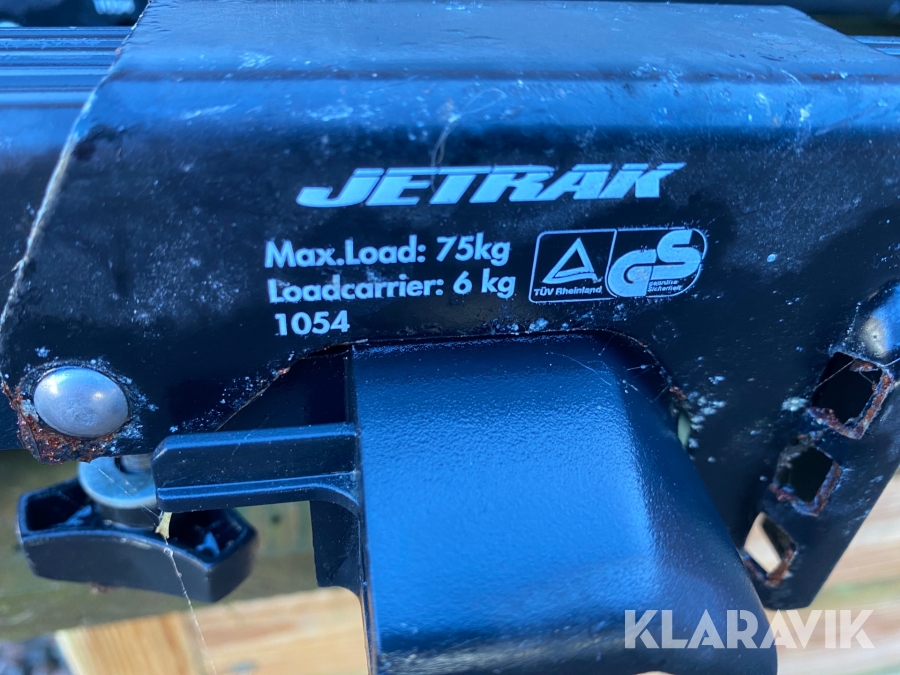 JETRAK
Max.Load: 75kg
Loadcarrier: 6 kg
1054
TÜV Rheinland
GS
geprüfte
Sicherheit
KLARAVIK